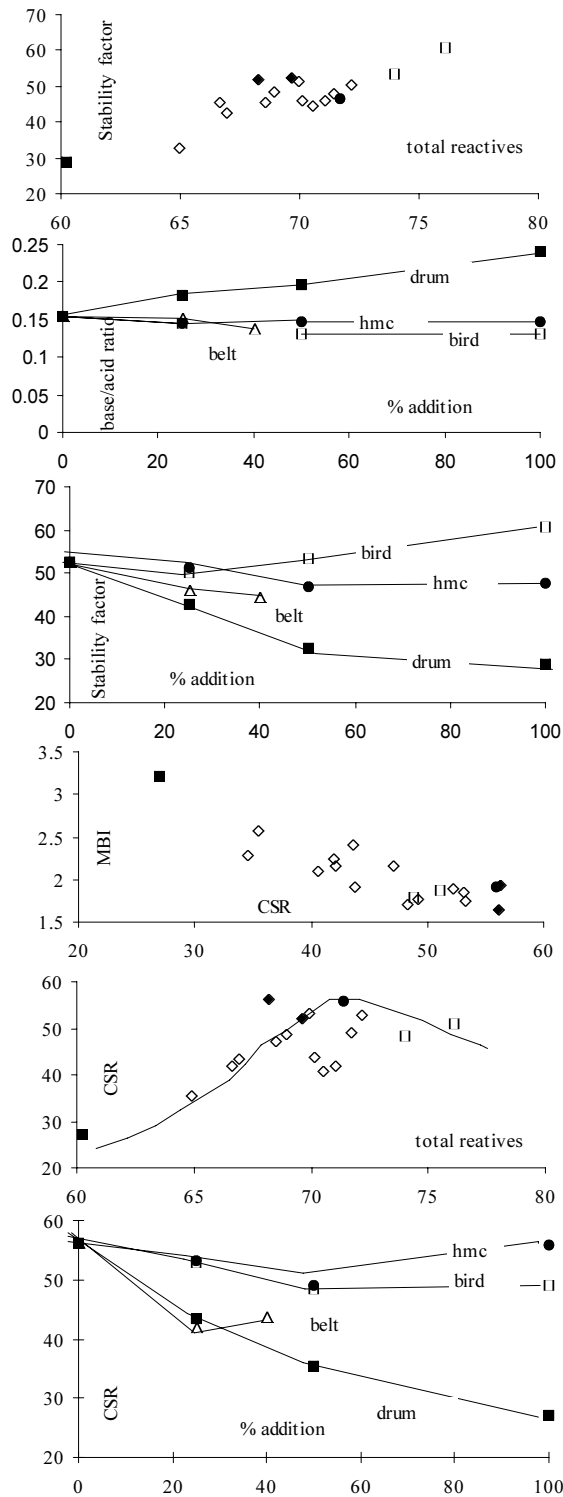 Stability factor
70
60
50
40
30
20
total reactives
60 65 70 75 80
base/acid ratio
0.25
0.2
0.15
0.1
0.05
0
drum
hmc
belt
bird
% addition
0 20 40 60 80 100
Stability factor
70
60
50
40
30
20
bird
hmc
belt
drum
% addition
0 20 40 60 80 100
MBI
3.5
3
2.5
2
1.5
CSR
20 30 40 50 60
CSR
60
50
40
30
20
total reatives
60 65 70 75 80
CSR
60
50
40
30
20
hmc
bird
belt
drum
% addition
0 20 40 60 80 100